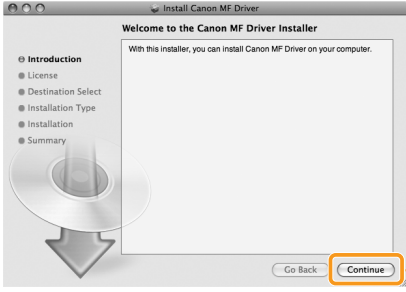 Install Canon MF Driver
Welcome to the Canon MF Driver Installer
With this installer, you can install Canon MF Driver on your computer.
Introduction
License
Destination Select
Installation Type
Installation
Summary
Go Back
Continue